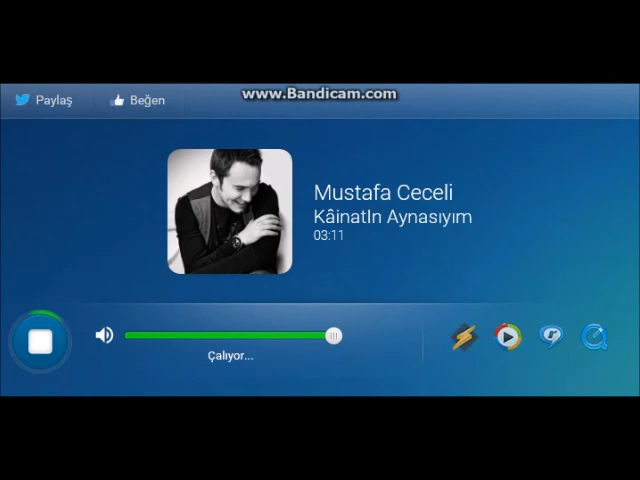 www.Bandicam.com
Paylaş
Beğen
Mustafa Ceceli
KâinatIn Aynasıyım
03:11
Çalıyor...